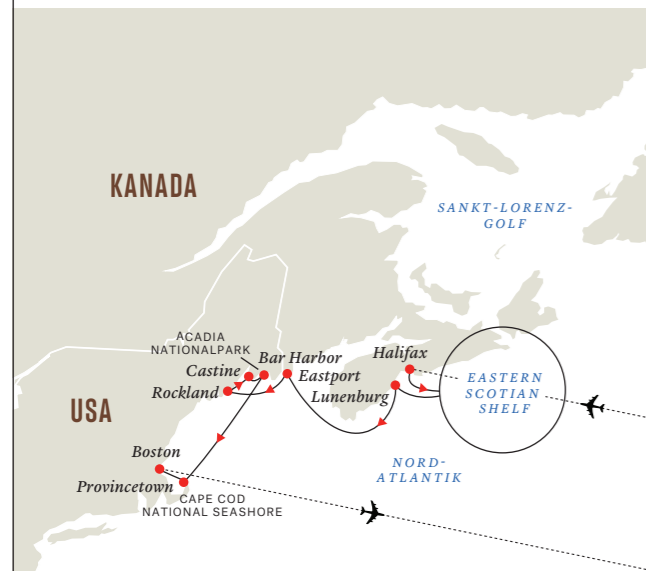 KANADA
SANKT-LORENZ-
GOLF
ACADIA
NATIONALPARK
Bar Harbor
Halifax
Castine
Eastport
Rockland
Lunenburg
EASTERN
SCOTIAN
SHELF
USA
Boston
NORD-
ATLANTIK
Provincetown
CAPE COD
NATIONAL SEASHORE